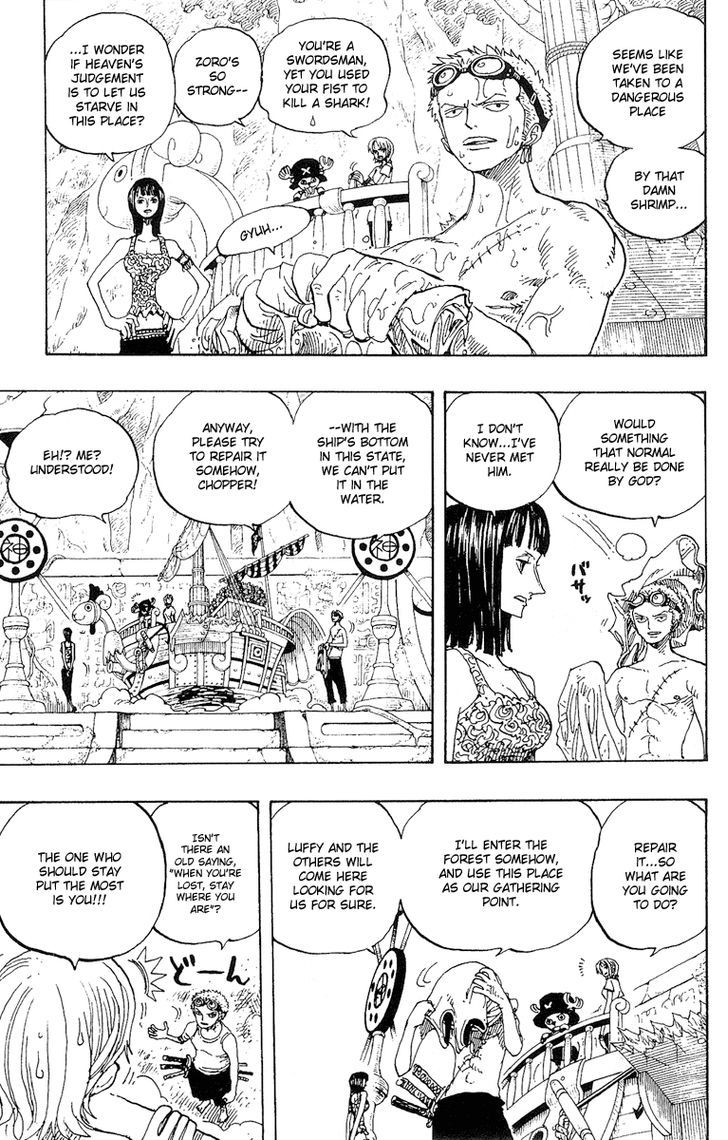 SEEMS LIKE
WE'VE BEEN
TAKEN TO A
DANGEROUS
PLACE
BY THAT
DAMN
SHRIMP...
YOU'RE A
SWORDSMAN,
YET YOU USED
YOUR FIST TO
KILL A SHARK!
ZORO'S
SO
STRONG--
GYUH...
...I WONDER
IF HEAVEN'S
JUDGEMENT
IS TO LET US
STARVE IN
THIS PLACE?
WOULD
SOMETHING
THAT NORMAL
REALLY BE DONE
BY GOD?
I DON'T
KNOW...I'VE
NEVER MET
HIM.
バサッ
--WITH THE
SHIP'S BOTTOM
IN THIS STATE,
WE CAN'T PUT
IT IN THE
WATER.
ANYWAY,
PLEASE TRY
TO REPAIR IT
SOMEHOW,
CHOPPER!
EH!? ME?
UNDERSTOOD!
神
神
REPAIR
IT...SO
WHAT ARE
YOU GOING
TO DO?
I'LL ENTER THE
FOREST SOMEHOW,
AND USE THIS PLACE
AS OUR GATHERING
POINT.
LUFFY AND THE
OTHERS WILL
COME HERE
LOOKING FOR
US FOR SURE.
ISN'T
THERE AN
OLD SAYING,
"WHEN YOU'RE
LOST, STAY
WHERE YOU
ARE"?
どーん
THE ONE WHO
SHOULD STAY
PUT THE MOST
IS YOU!!!